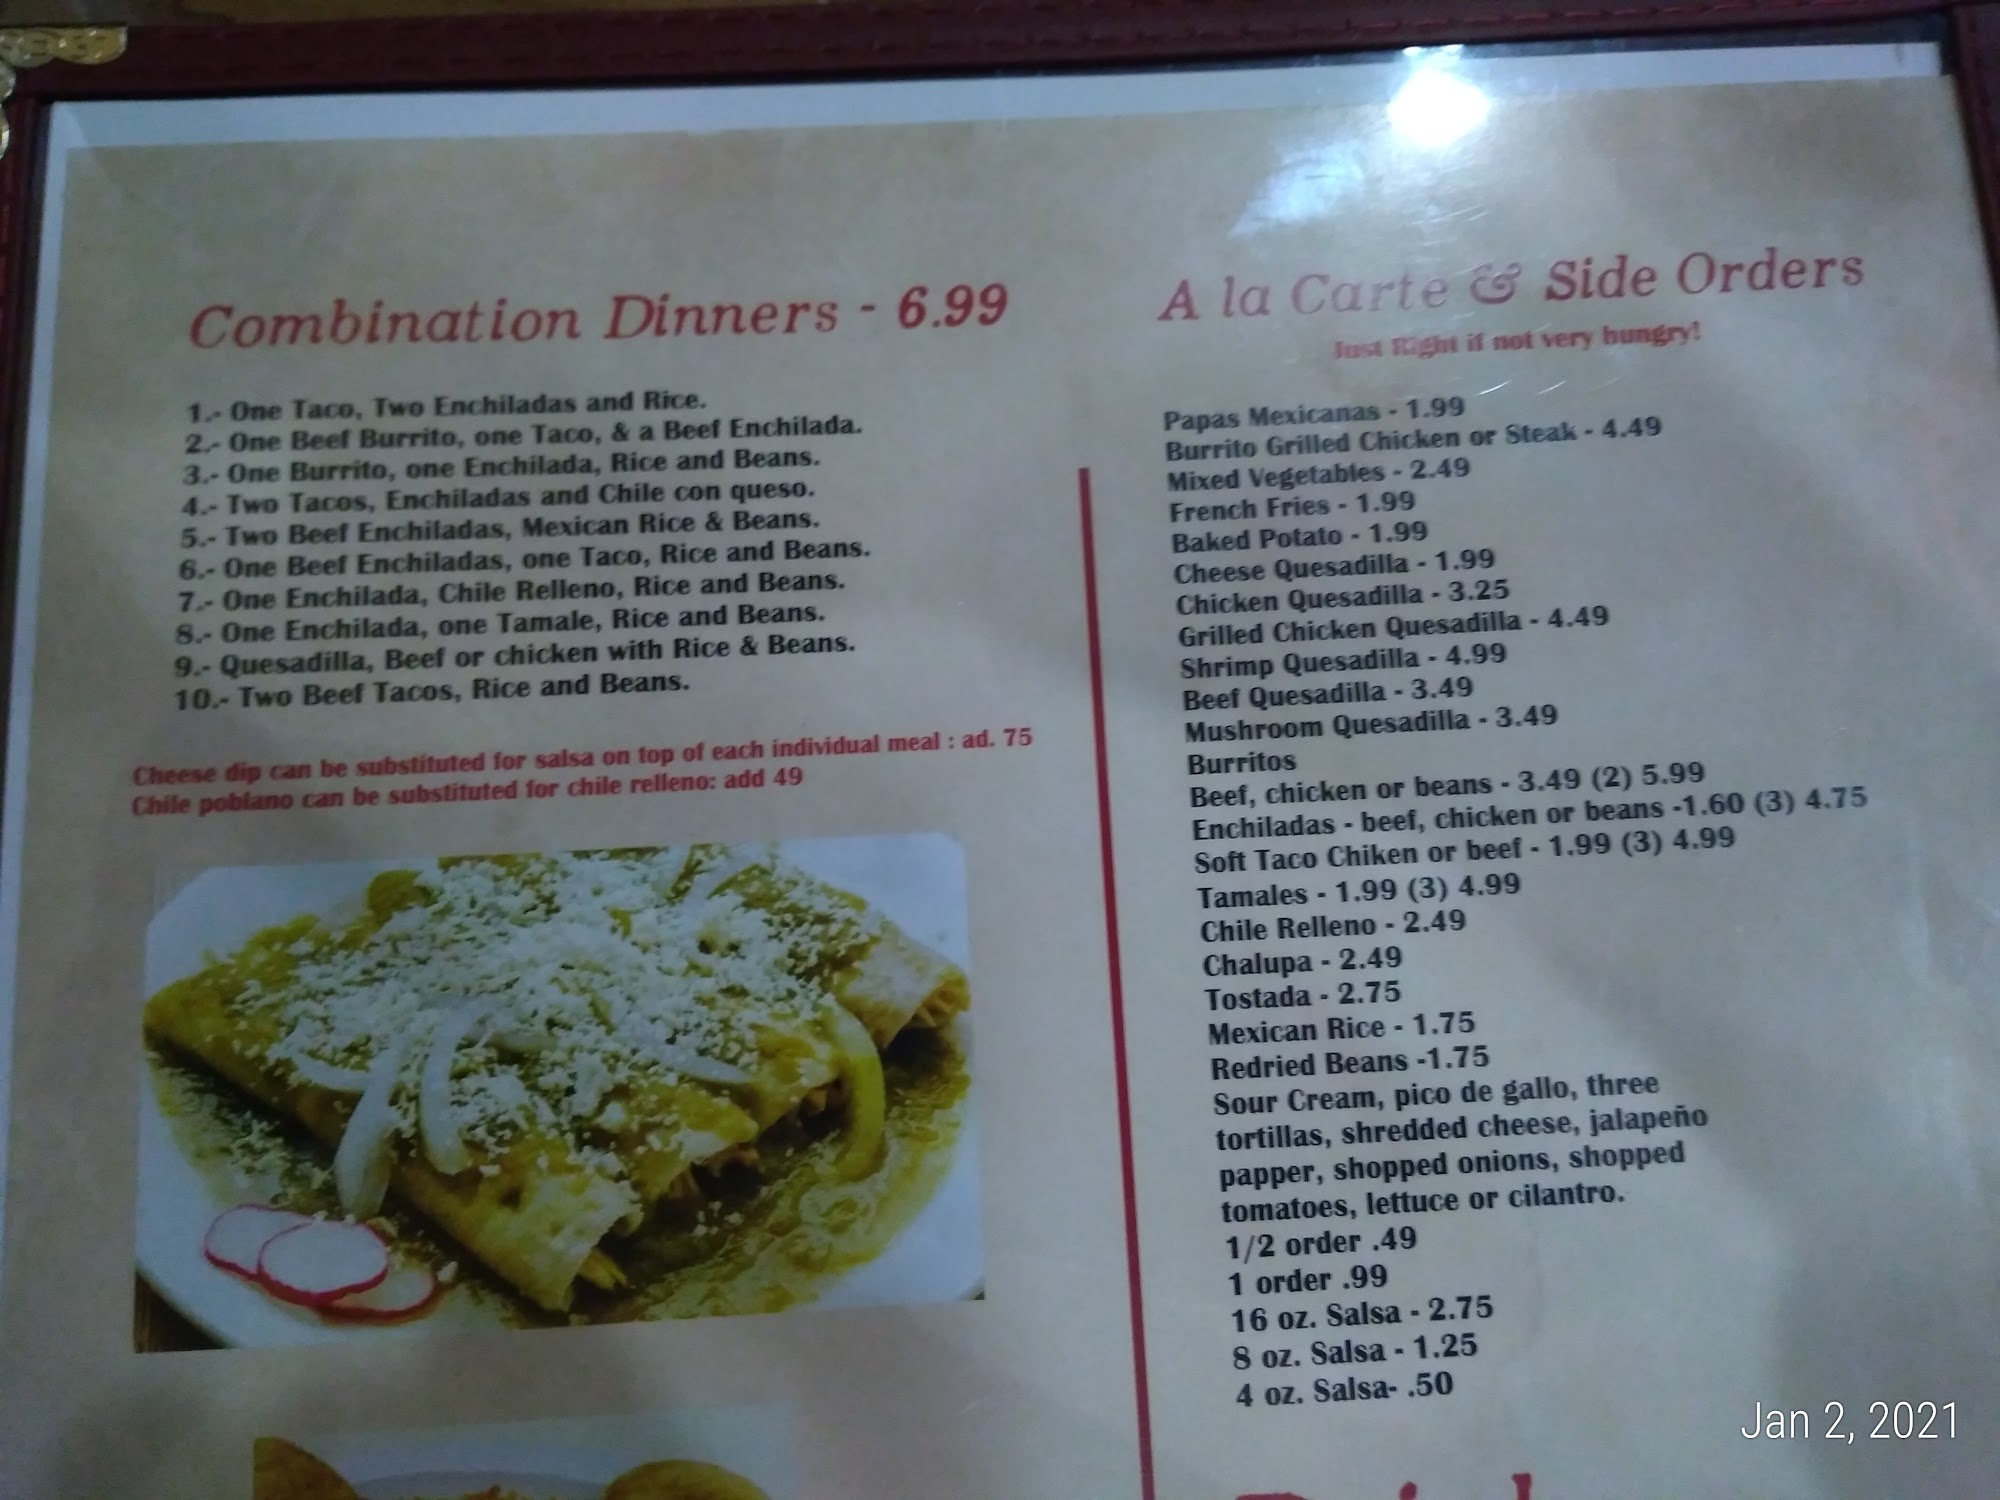 Combination Dinners - 6.99
1.- One Taco, Two Enchiladas and Rice.
2.- One Beef Burrito, one Taco, & a Beef Enchilada.
3.- One Burrito, one Enchilada, Rice and Beans.
4.- Two Tacos, Enchiladas and Chile con queso.
5.- Two Beef Enchiladas, Mexican Rice & Beans.
6.- One Beef Enchiladas, one Taco, Rice and Beans.
7.- One Enchilada, Chile Relleno, Rice and Beans.
8.- One Enchilada, one Tamale, Rice and Beans.
9.- Quesadilla, Beef or chicken with Rice & Beans.
10.- Two Beef Tacos, Rice and Beans.
Cheese dip can be substituted for salsa on top of each individual meal : ad. 75
Chile poblano can be substituted for chile relleno: add 49
A la Carte & Side Orders
Just Right if not very hungry!
Papas Mexicanas - 1.99
Burrito Grilled Chicken or Steak - 4.49
Mixed Vegetables - 2.49
French Fries - 1.99
Baked Potato - 1.99
Cheese Quesadilla - 1.99
Chicken Quesadilla - 3.25
Grilled Chicken Quesadilla - 4.49
Shrimp Quesadilla - 4.99
Beef Quesadilla - 3.49
Mushroom Quesadilla - 3.49
Burritos
Beef, chicken or beans - 3.49 (2) 5.99
Enchiladas - beef, chicken or beans -1.60 (3) 4.75
Soft Taco Chiken or beef - 1.99 (3) 4.99
Tamales - 1.99 (3) 4.99
Chile Relleno - 2.49
Chalupa - 2.49
Tostada - 2.75
Mexican Rice - 1.75
Redried Beans -1.75
Sour Cream, pico de gallo, three
tortillas, shredded cheese, jalapeño
papper, shopped onions, shopped
tomatoes, lettuce or cilantro.
1/2 order .49
1 order .99
16 oz. Salsa - 2.75
8 oz. Salsa - 1.25
4 oz. Salsa- .50
Jan 2, 2021